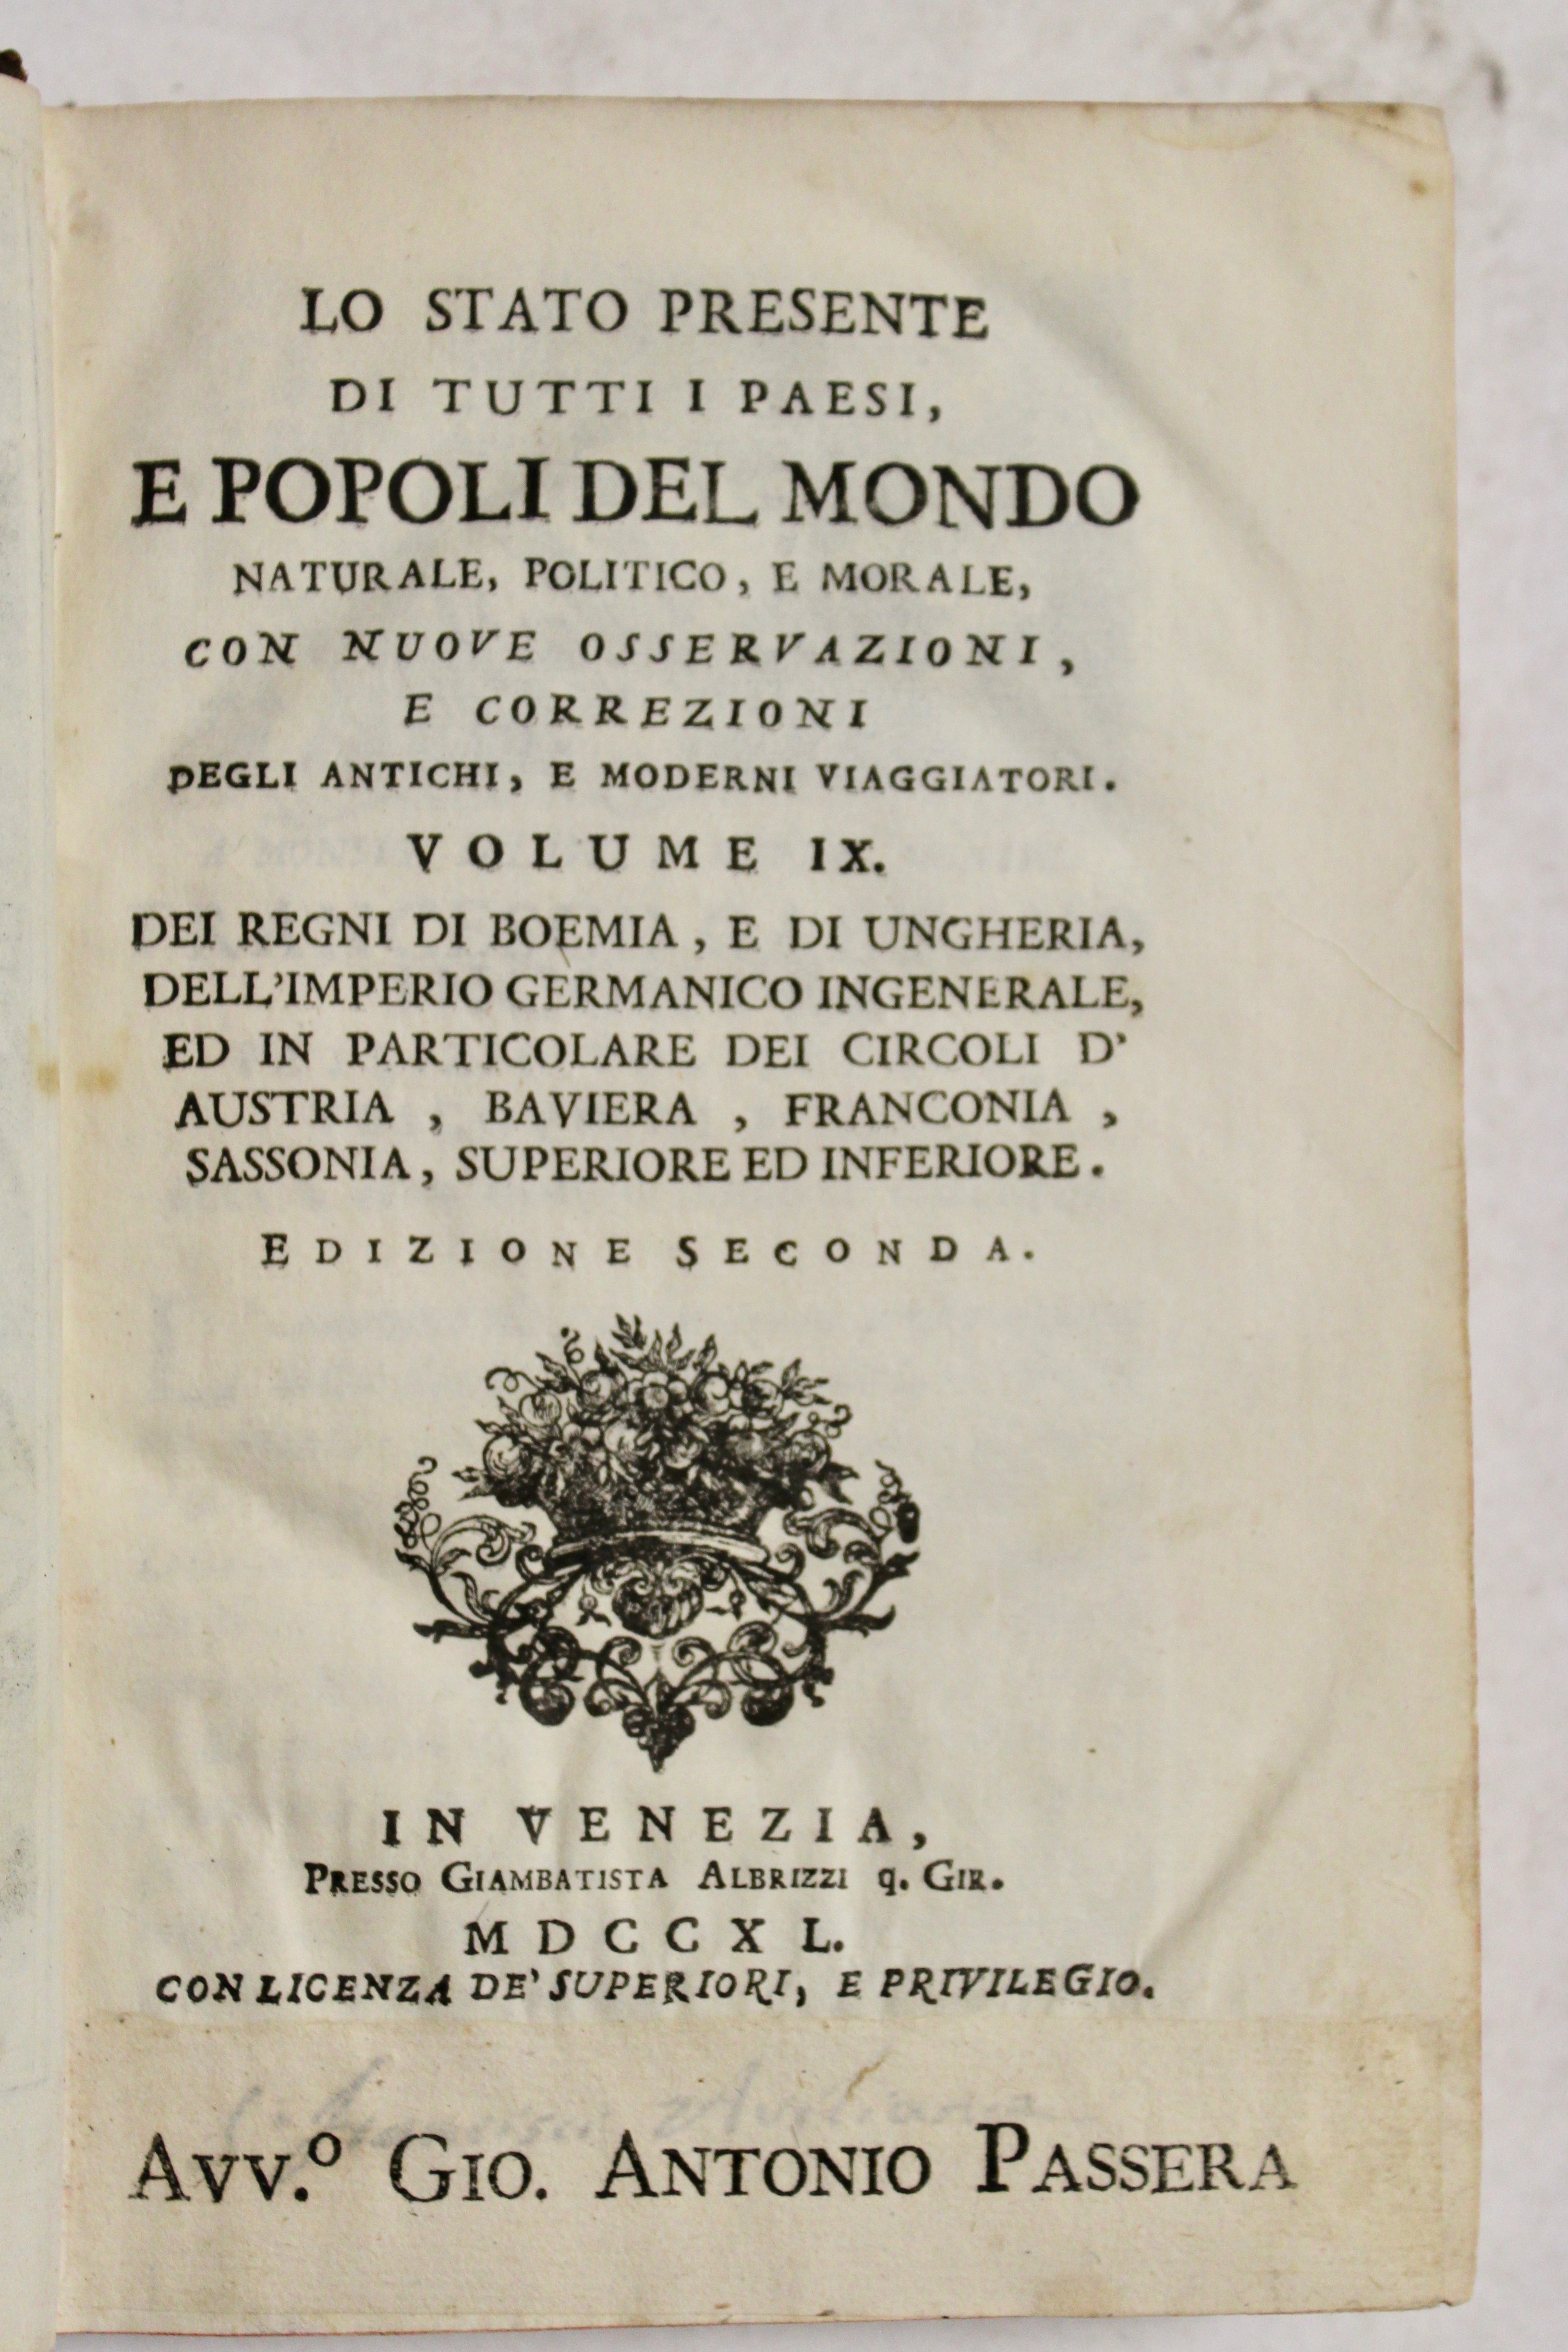 LO STATO PRESENTE
DI TUTTI I PAESI,
E POPOLI DEL MONDO
NATURALE, POLITICO, E MORALE,
CON NUOVE OSSERVAZIONI,
E CORREZIONI
DEGLI ANTICHI, E MODERNI VIAGGIATORI.
VOLUME IX.
DEI REGNI DI BOEMIA, E DI UNGHERIA,
DELL'IMPERIO GERMANICO INGENERALE,
ED IN PARTICOLARE DEI CIRCOLI D'
AUSTRIA, BAVIERA, FRANCONIA,
SASSONIA, SUPERIORE ED INFERIORE.
EDIZIONE SECONDA.
IN VENEZIA,
PRESSO GIAMBATISTA ALBRIZZI q. GIR.
MDCCXL.
CON LICENZA DE' SUPERIORI, E PRIVILEGIO.
AVV.º GIO. ANTONIO PASSERA